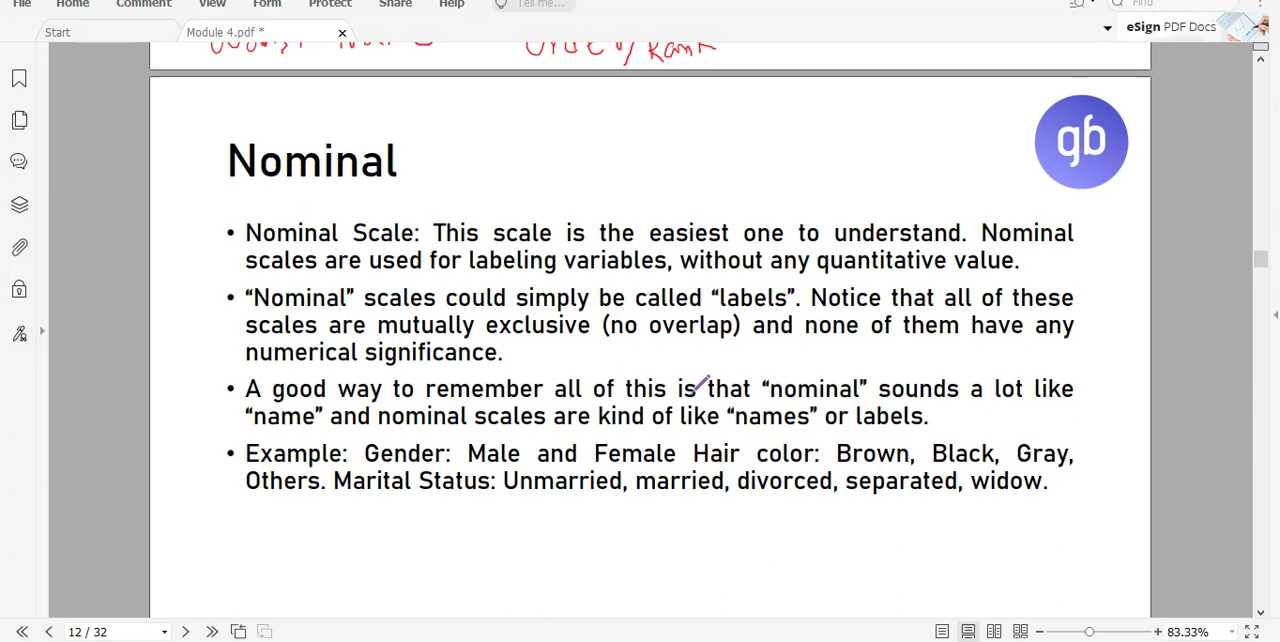 File Home Comment View Form Protect Share Help Tell me... Find
Start Module 4.pdf * eSign PDF Docs
Nominal
gb
• Nominal Scale: This scale is the easiest one to understand. Nominal
scales are used for labeling variables, without any quantitative value.
• “Nominal” scales could simply be called “labels”. Notice that all of these
scales are mutually exclusive (no overlap) and none of them have any
numerical significance.
• A good way to remember all of this is that “nominal” sounds a lot like
“name” and nominal scales are kind of like “names” or labels.
• Example: Gender: Male and Female Hair color: Brown, Black, Gray,
Others. Marital Status: Unmarried, married, divorced, separated, widow.
12 / 32 83.33%